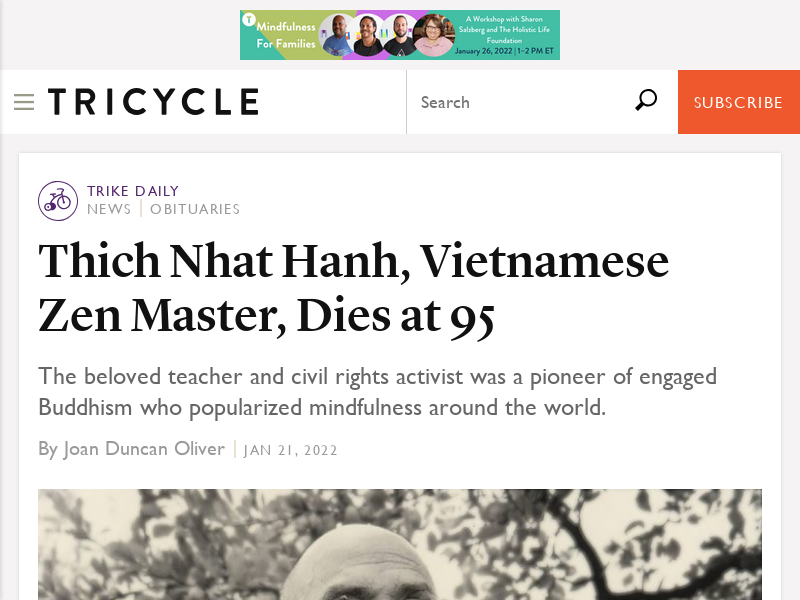 T
Mindfulness
For Families
A Workshop with Sharon
Salzberg and The Holistic Life
Foundation
January 26, 2022 | 1–2 PM ET
TRICYCLE
Search
SUBSCRIBE
TRIKE DAILY
NEWS | OBITUARIES
Thich Nhat Hanh, Vietnamese
Zen Master, Dies at 95
The beloved teacher and civil rights activist was a pioneer of engaged
Buddhism who popularized mindfulness around the world.
By Joan Duncan Oliver | JAN 21, 2022